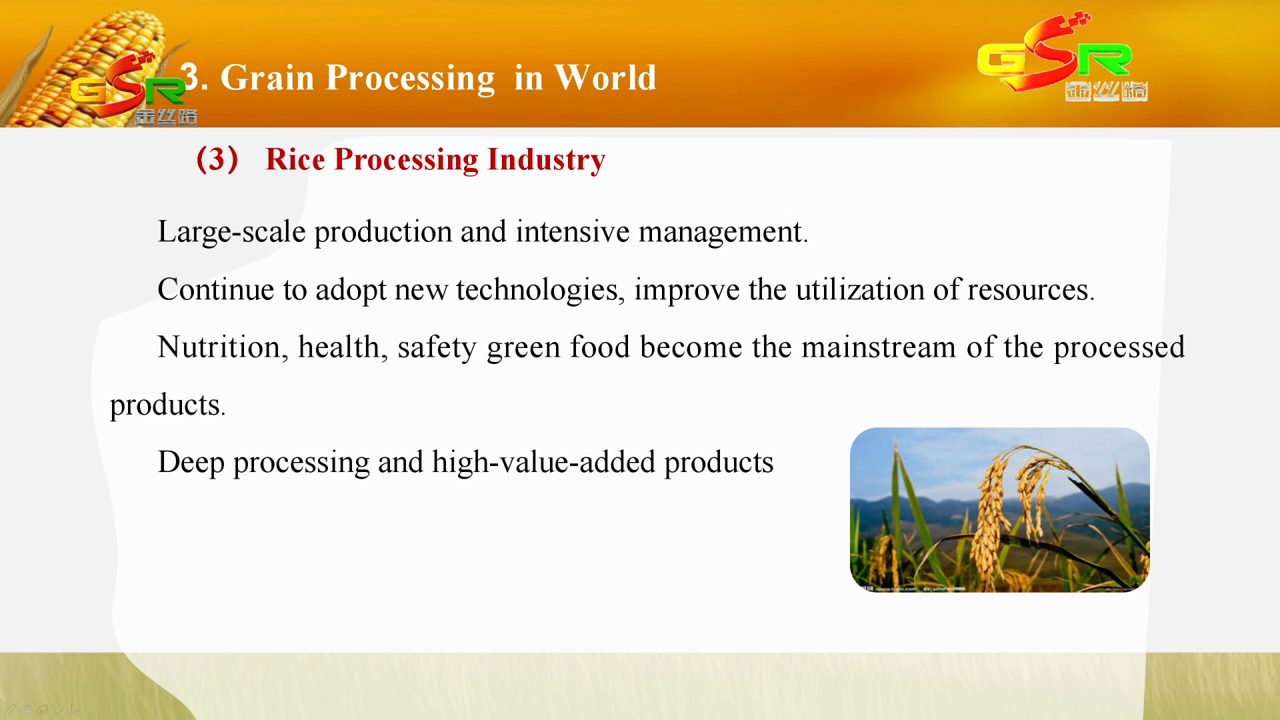 GSR
金丝路
3. Grain Processing in World
GSR
金丝路
（3） Rice Processing Industry
Large-scale production and intensive management.
Continue to adopt new technologies, improve the utilization of resources.
Nutrition, health, safety green food become the mainstream of the processed
products.
Deep processing and high-value-added products